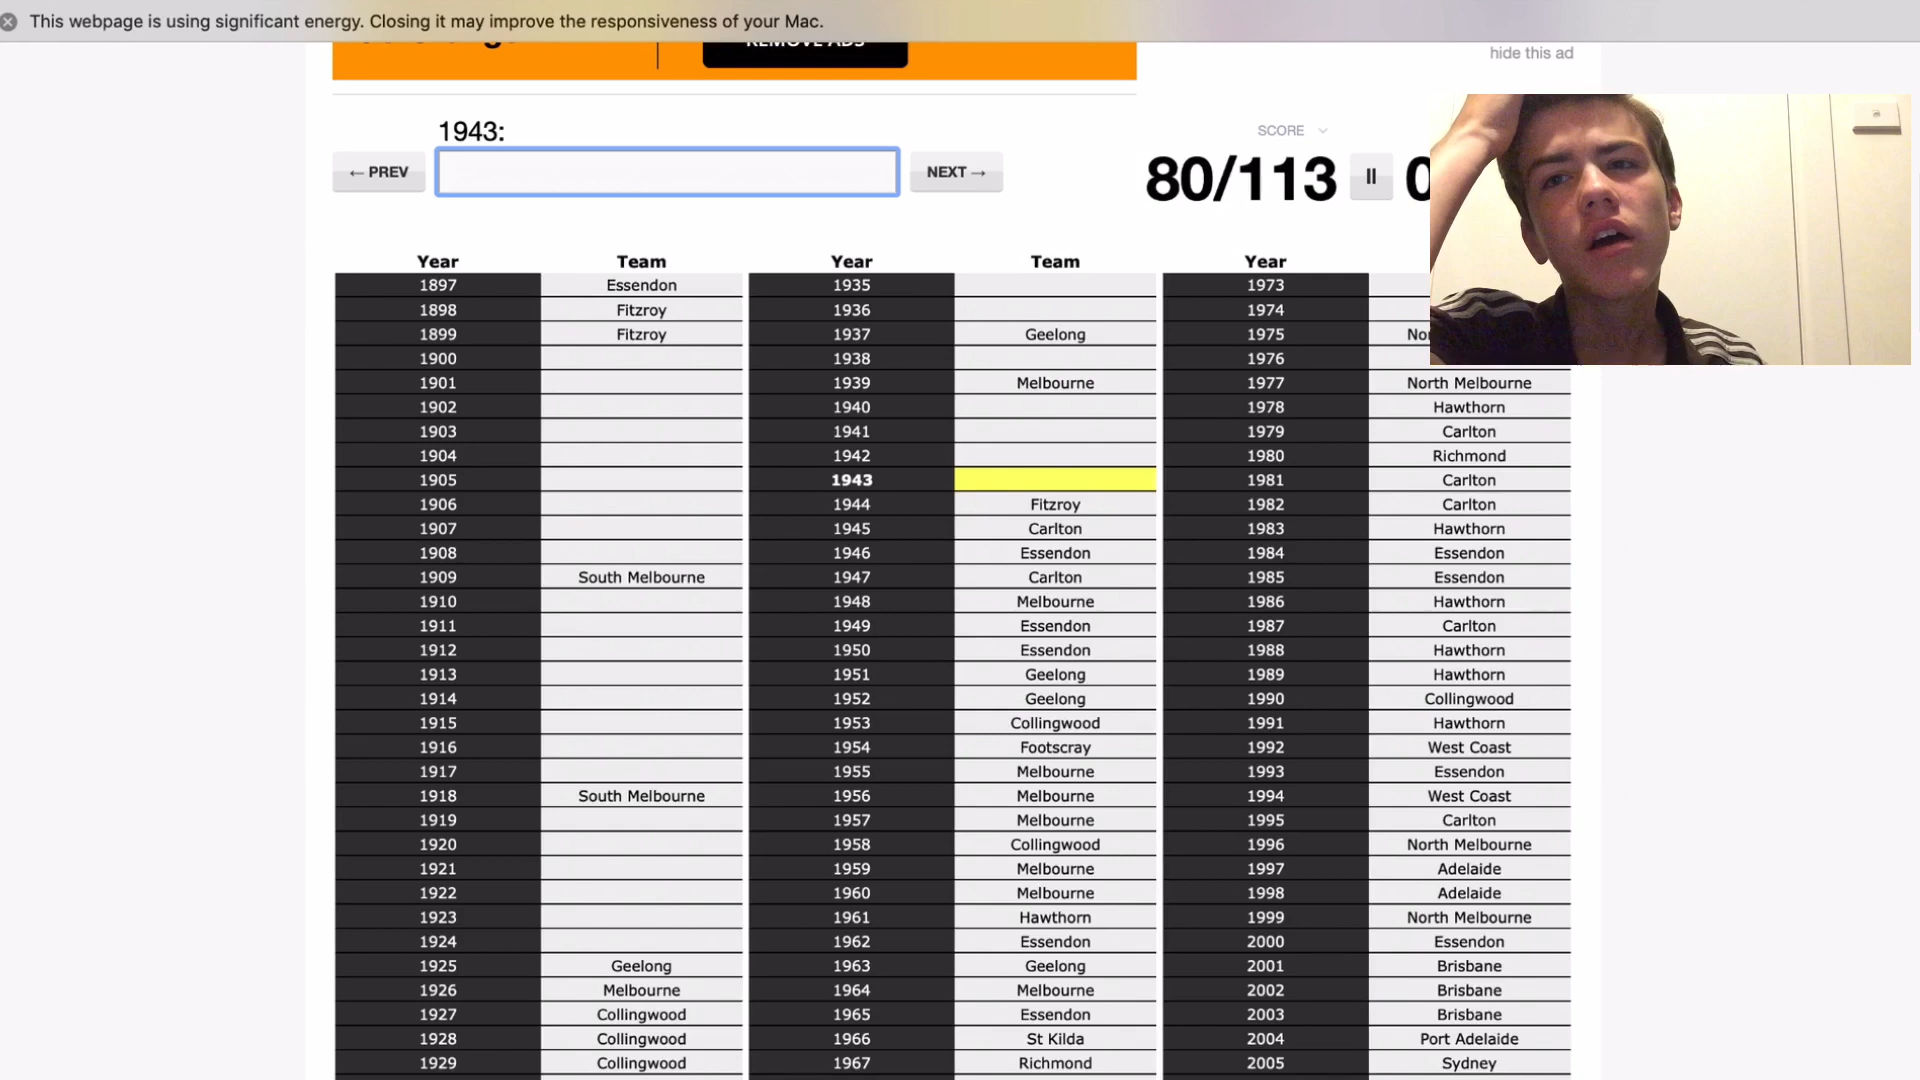 This webpage is using significant energy. Closing it may improve the responsiveness of your Mac.
REMOVE ADS
hide this ad
1943:
SCORE
← PREV
NEXT →
80/113
0
Year Team Year Team Year
1897 Essendon 1935 1973
1898 Fitzroy 1936 1974
1899 Fitzroy 1937 Geelong 1975 No
1900 1938 1976
1901 1939 Melbourne 1977 North Melbourne
1902 1940 1978 Hawthorn
1903 1941 1979 Carlton
1904 1942 1980 Richmond
1905 1943 1981 Carlton
1906 1944 Fitzroy 1982 Carlton
1907 1945 Carlton 1983 Hawthorn
1908 1946 Essendon 1984 Essendon
1909 South Melbourne 1947 Carlton 1985 Essendon
1910 1948 Melbourne 1986 Hawthorn
1911 1949 Essendon 1987 Carlton
1912 1950 Essendon 1988 Hawthorn
1913 1951 Geelong 1989 Hawthorn
1914 1952 Geelong 1990 Collingwood
1915 1953 Collingwood 1991 Hawthorn
1916 1954 Footscray 1992 West Coast
1917 1955 Melbourne 1993 Essendon
1918 South Melbourne 1956 Melbourne 1994 West Coast
1919 1957 Melbourne 1995 Carlton
1920 1958 Collingwood 1996 North Melbourne
1921 1959 Melbourne 1997 Adelaide
1922 1960 Melbourne 1998 Adelaide
1923 1961 Hawthorn 1999 North Melbourne
1924 1962 Essendon 2000 Essendon
1925 Geelong 1963 Geelong 2001 Brisbane
1926 Melbourne 1964 Melbourne 2002 Brisbane
1927 Collingwood 1965 Essendon 2003 Brisbane
1928 Collingwood 1966 St Kilda 2004 Port Adelaide
1929 Collingwood 1967 Richmond 2005 Sydney